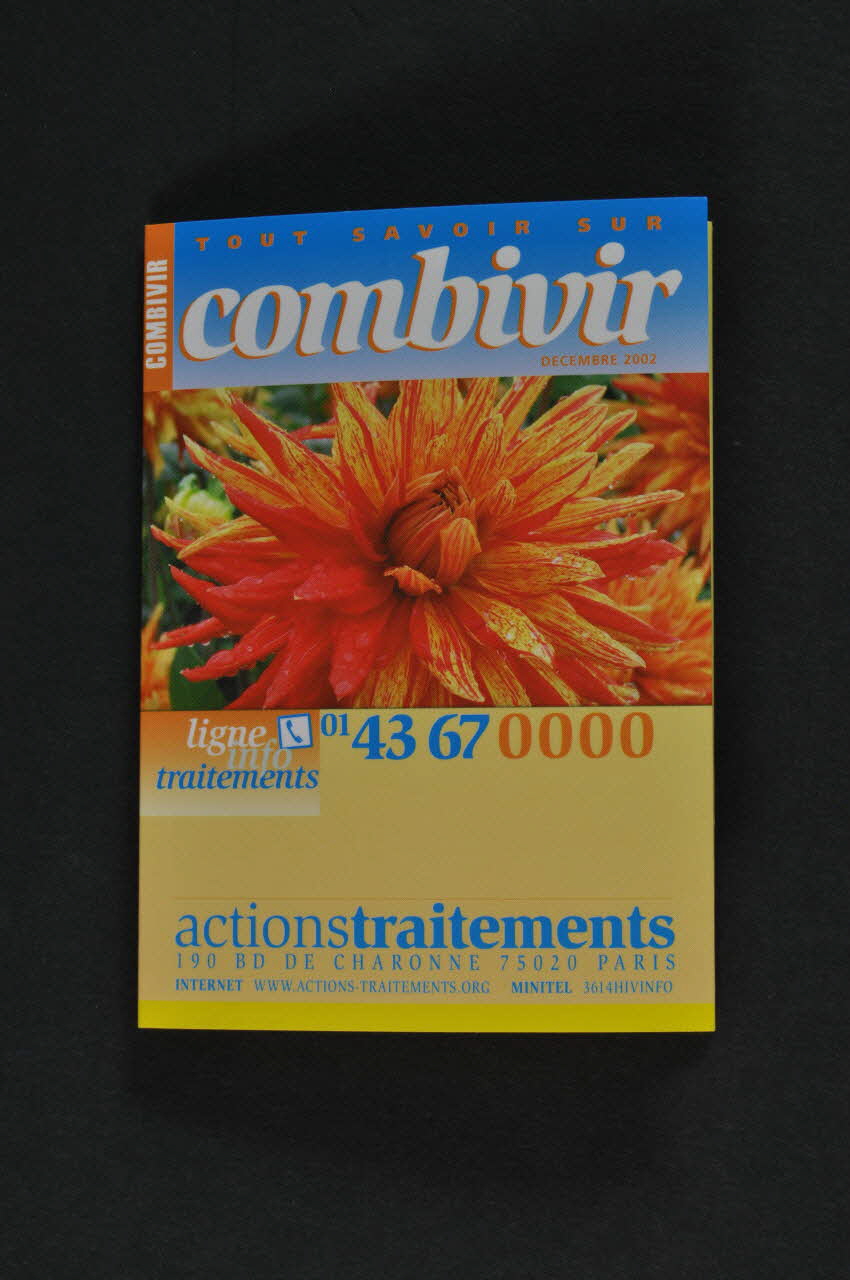 COMBIVIR
TOUT SAVOIR SUR
combivir
DECEMBRE 2002
ligne
info
traitements
01 43 67 0000
actionstraitements
190 BD DE CHARONNE 75020 PARIS
INTERNET WWW.ACTIONS-TRAITEMENTS.ORG MINITEL 3614HIVINFO